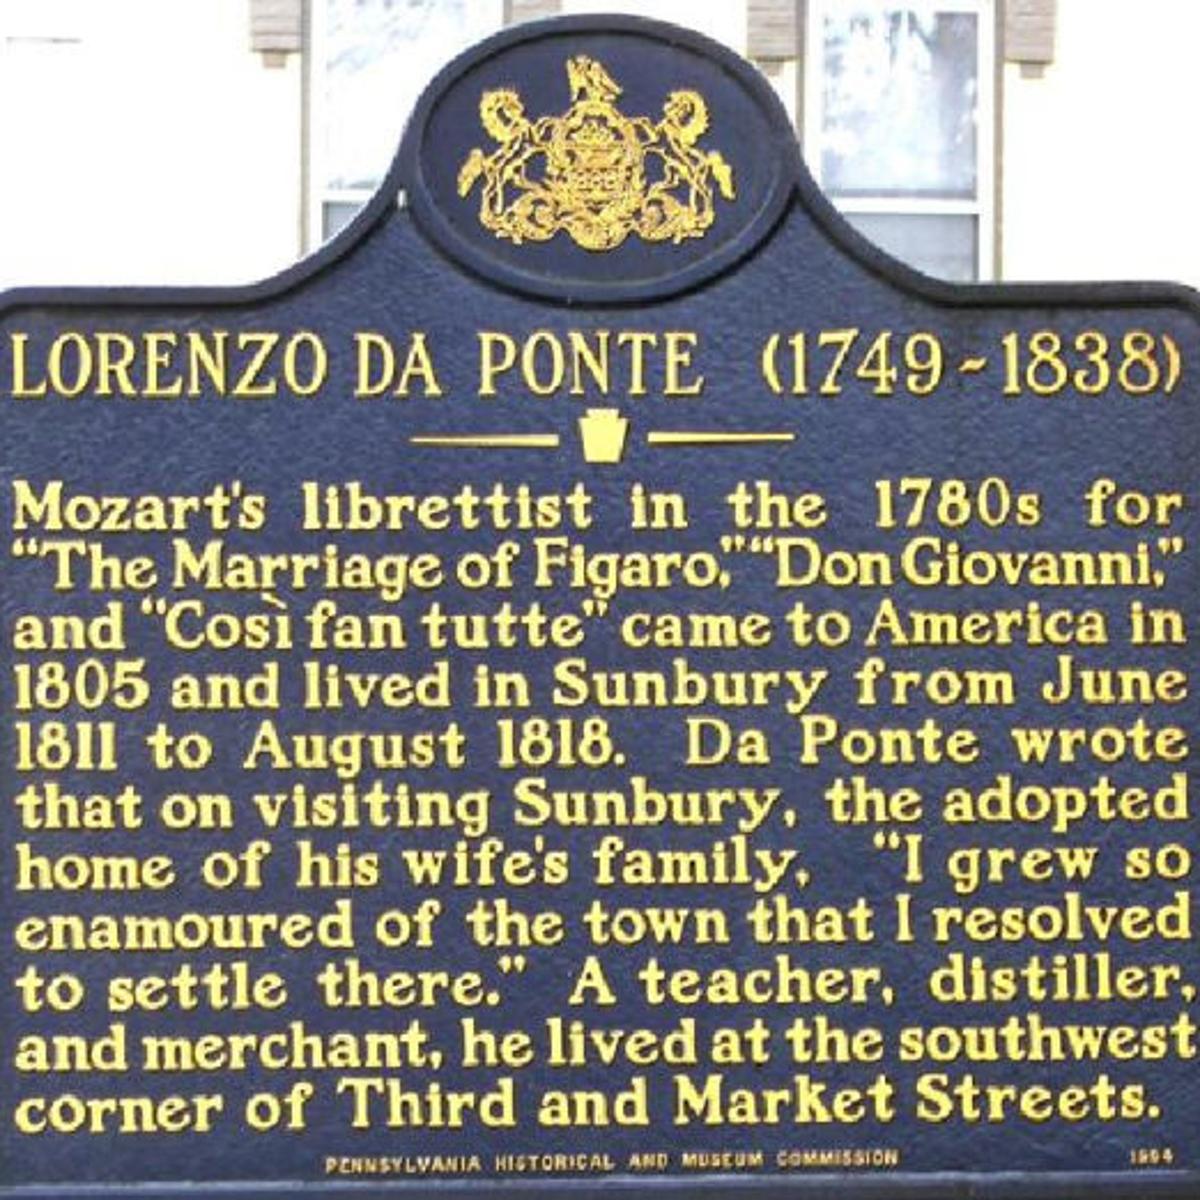 LORENZO DA PONTE (1749-1838)
Mozart's librettist in the 1780s for
"The Marriage of Figaro," "Don Giovanni,"
and "Così fan tutte" came to America in
1805 and lived in Sunbury from June
1811 to August 1818. Da Ponte wrote
that on visiting Sunbury, the adopted
home of his wife's family, "I grew so
enamoured of the town that I resolved
to settle there." A teacher, distiller,
and merchant, he lived at the southwest
corner of Third and Market Streets.
PENNSYLVANIA HISTORICAL AND MUSEUM COMMISSION 1994